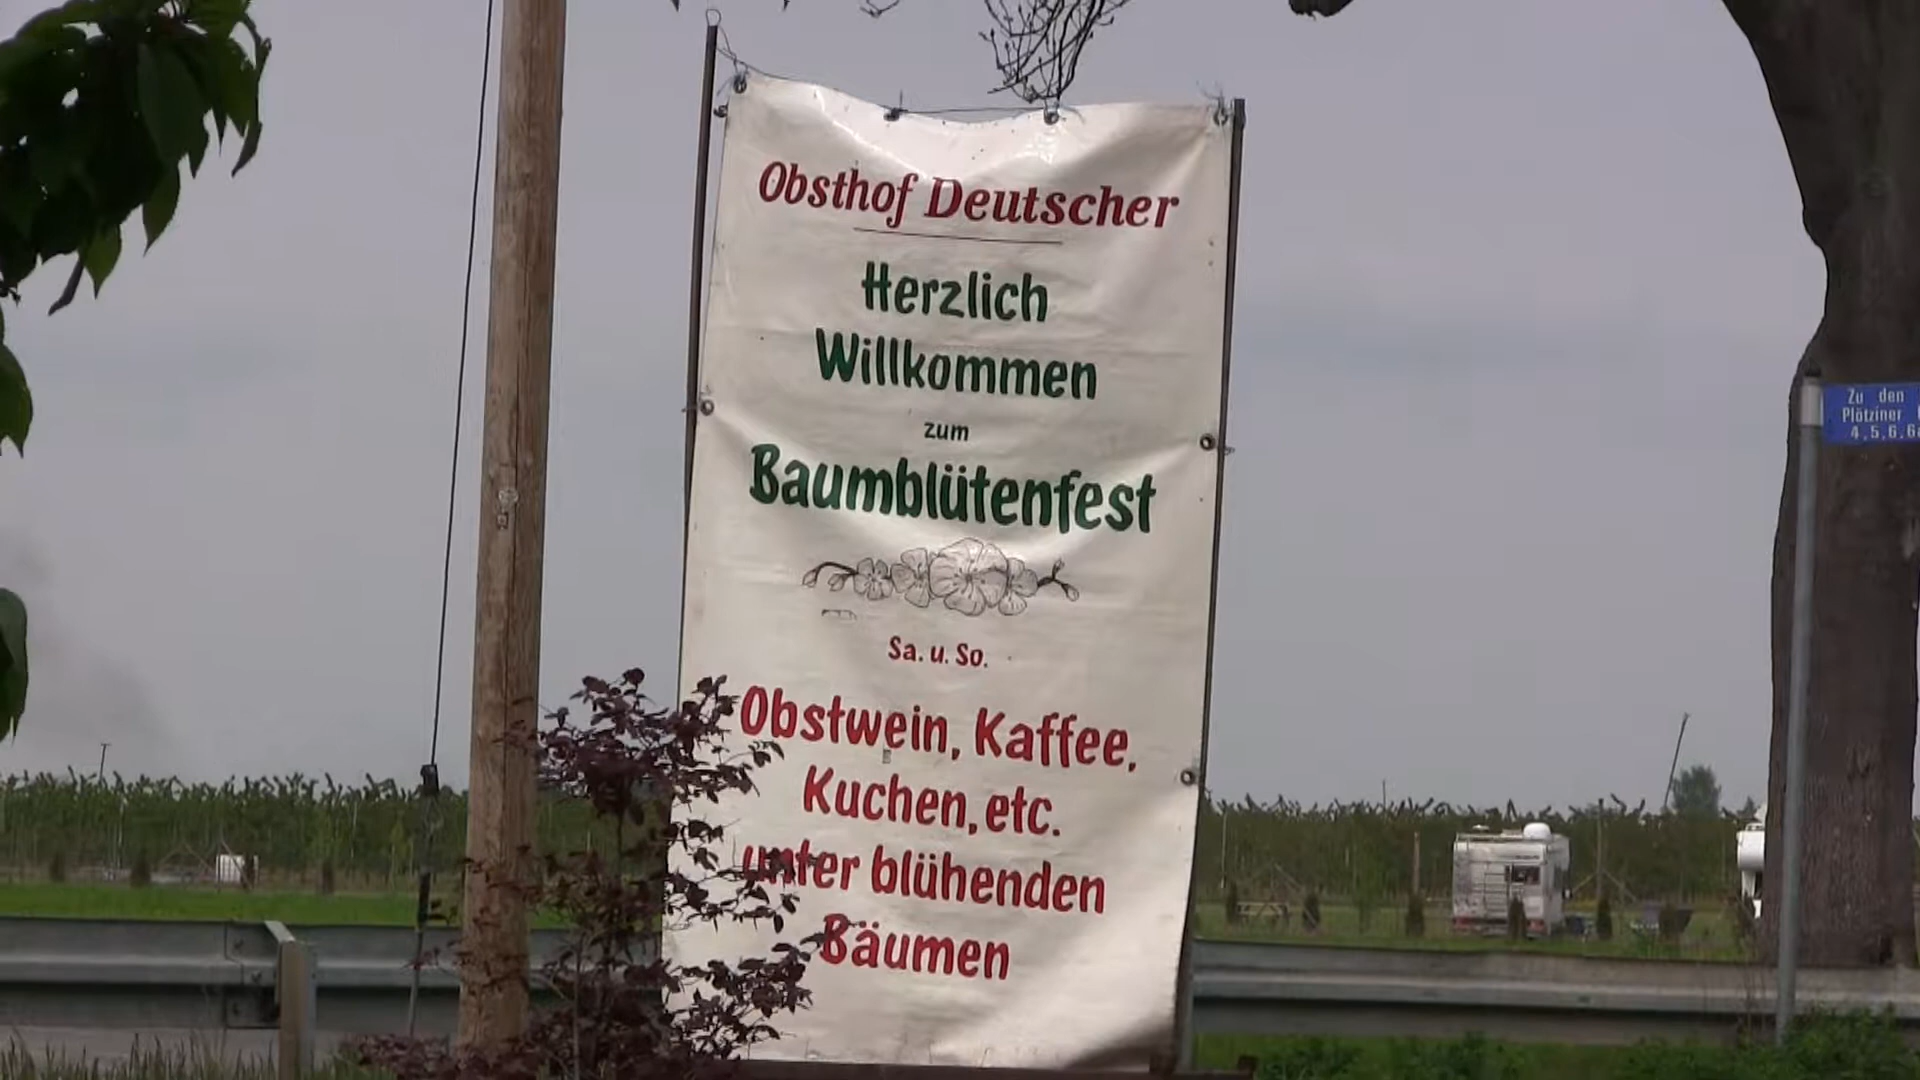 Obsthof Deutscher
Herzlich
Willkommen
zum
Baumblütenfest
Sa. u. So.
Obstwein, Kaffee,
Kuchen, etc.
unter blühenden
Bäumen
Zu den
Plötziner
4,5,6,6a